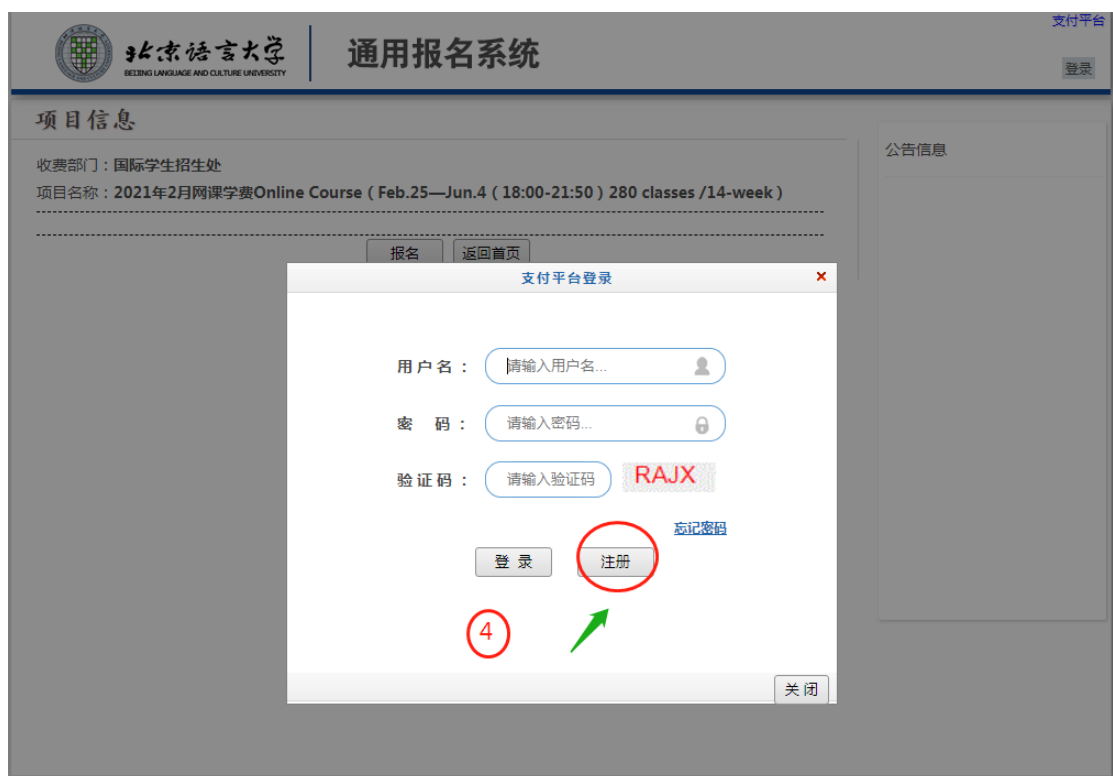 支付平台
北京语言大学
BEIJING LANGUAGE AND CULTURE UNIVERSITY
通用报名系统
登录
项目信息
收费部门：国际学生招生处
项目名称：2021年2月网课学费Online Course（Feb.25—Jun.4（18:00-21:50）280 classes /14-week）
公告信息
报名 返回首页
支付平台登录
用户名： 请输入用户名...
密 码： 请输入密码...
验证码： 请输入验证码 RAJX
忘记密码
登 录 注册
4
关 闭